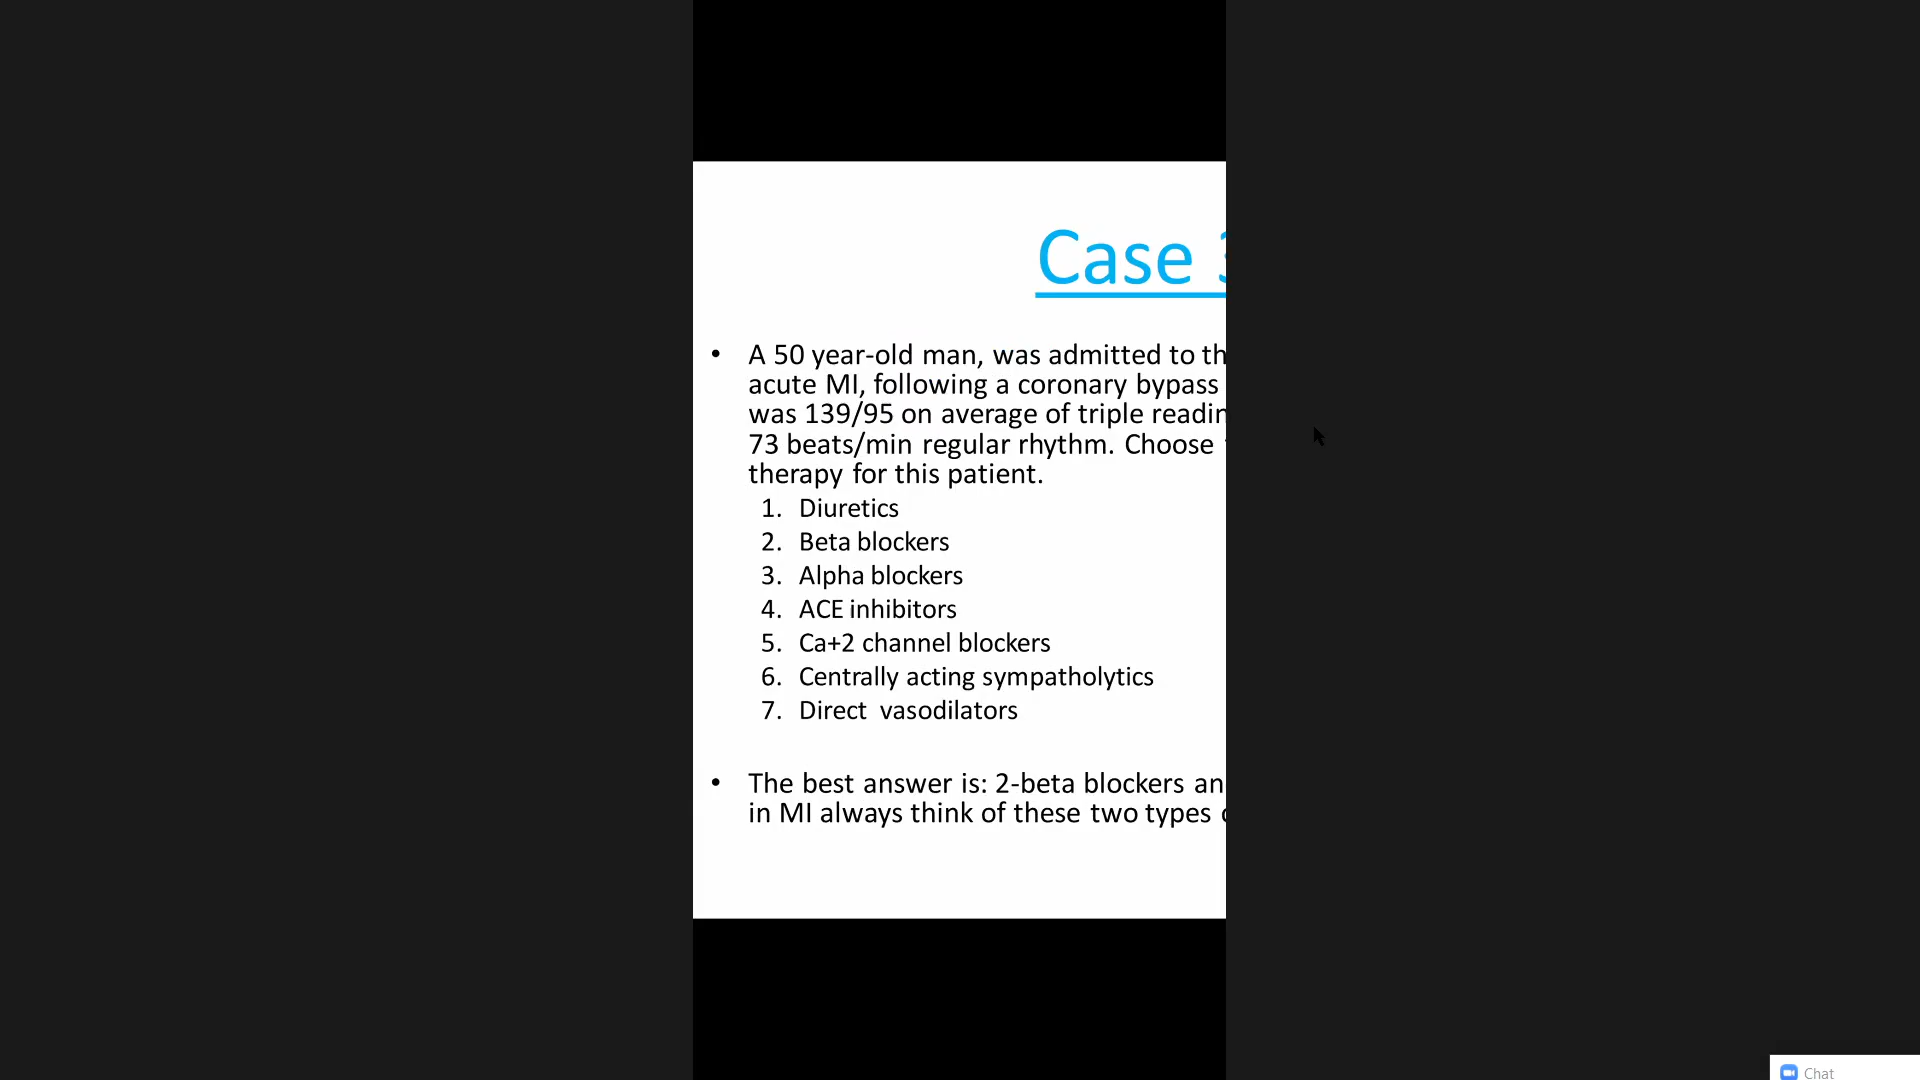 Case
• A 50 year-old man, was admitted to
acute MI, following a coronary bypass
was 139/95 on average of triple
73 beats/min regular rhythm. Choose
therapy for this patient.
1. Diuretics
2. Beta blockers
3. Alpha blockers
4. ACE inhibitors
5. Ca+2 channel blockers
6. Centrally acting sympatholytics
7. Direct vasodilators
• The best answer is: 2-beta blockers
in MI always think of these two types
Chat